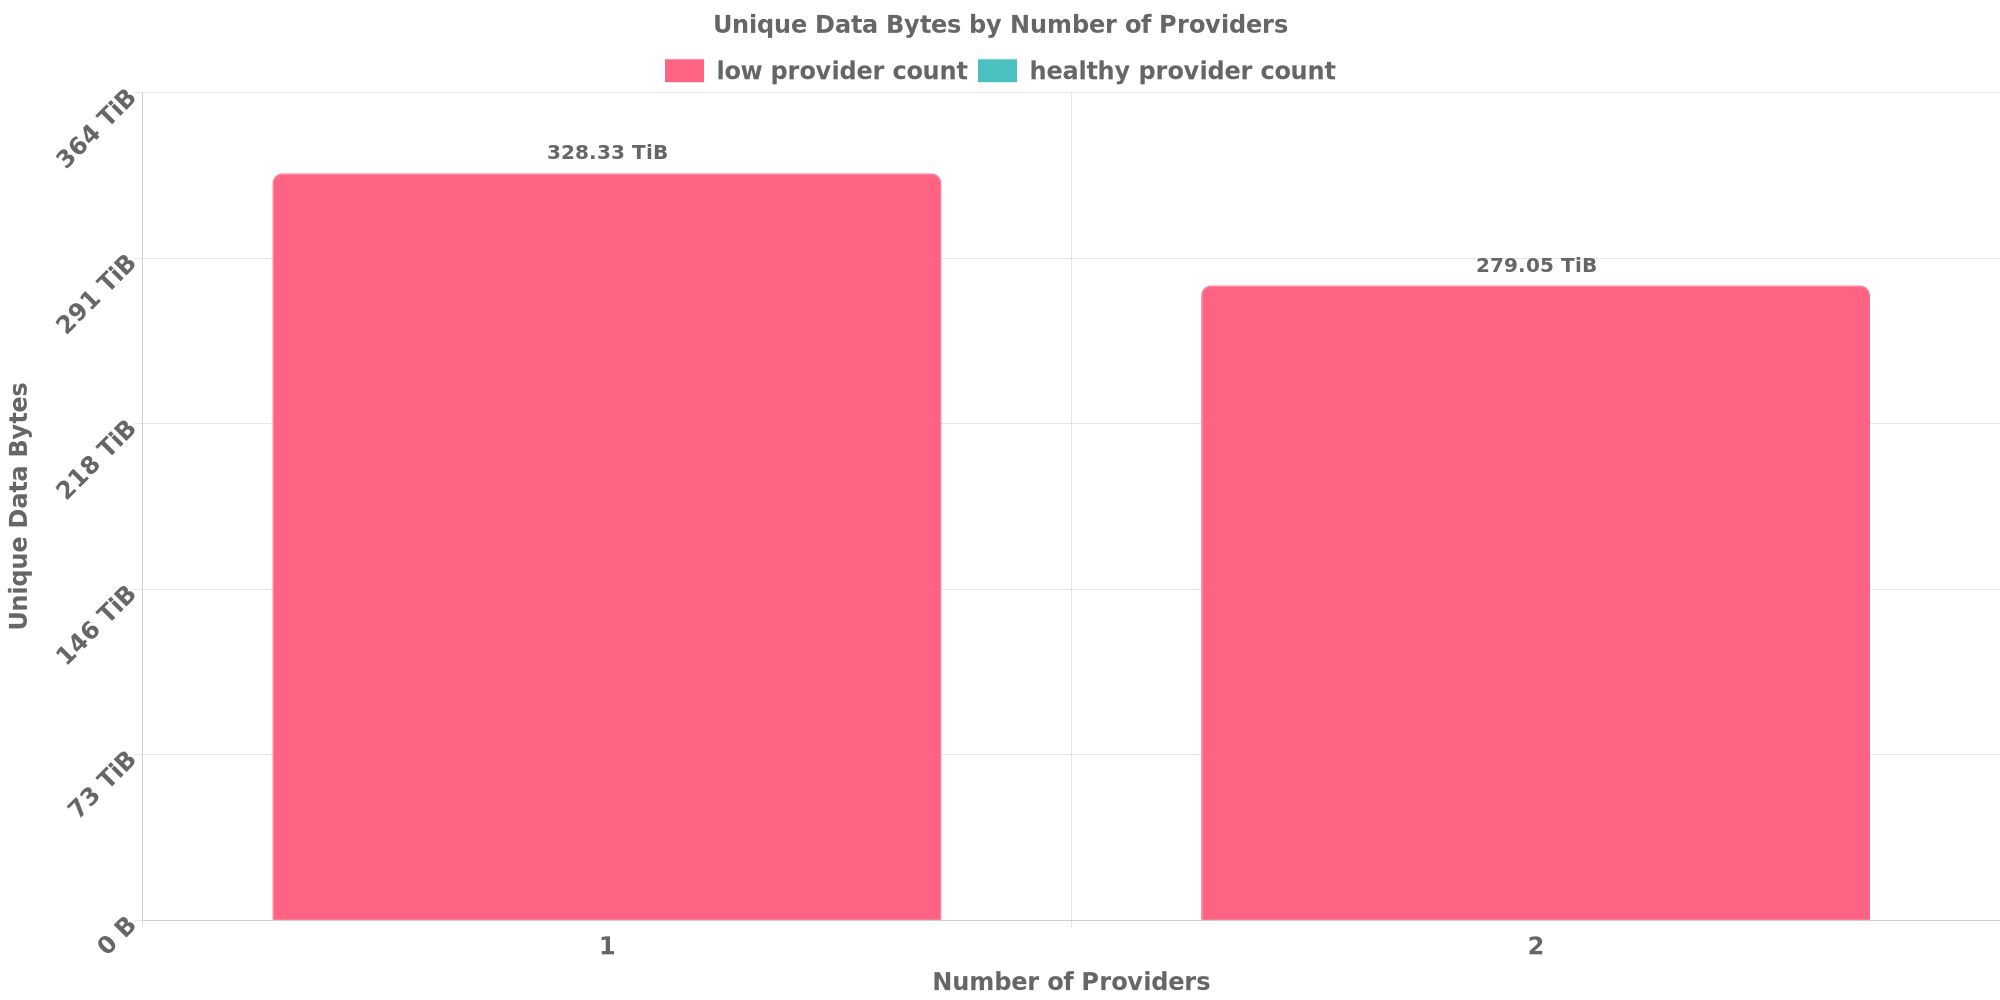 Unique Data Bytes by Number of Providers
low provider count healthy provider count
364 TiB
328.33 TiB
291 TiB
279.05 TiB
218 TiB
146 TiB
73 TiB
0 B
Unique Data Bytes
1 2
Number of Providers